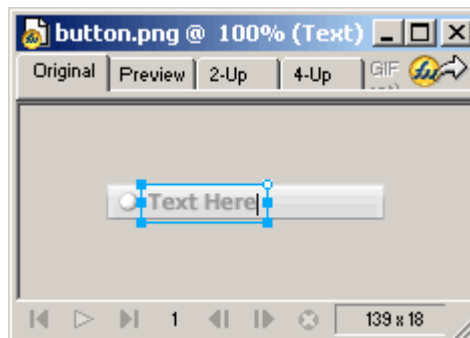 button.png @ 100% (Text)
Original Preview 2-Up 4-Up GIF
Text Here
1 139 x 18